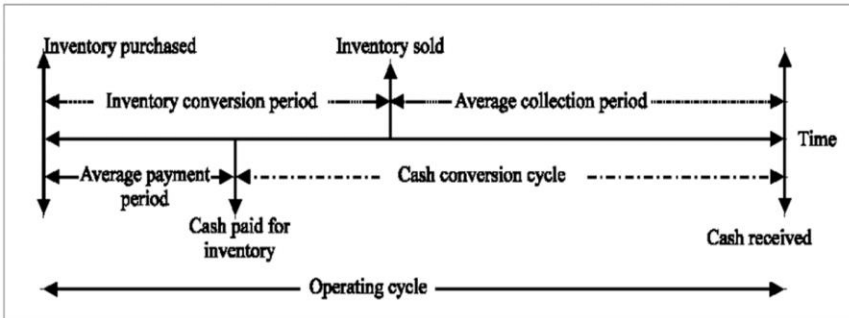 Inventory purchased
Inventory sold
Inventory conversion period
Average collection period
Time
Average payment
period
Cash conversion cycle
Cash paid for
inventory
Cash received
Operating cycle